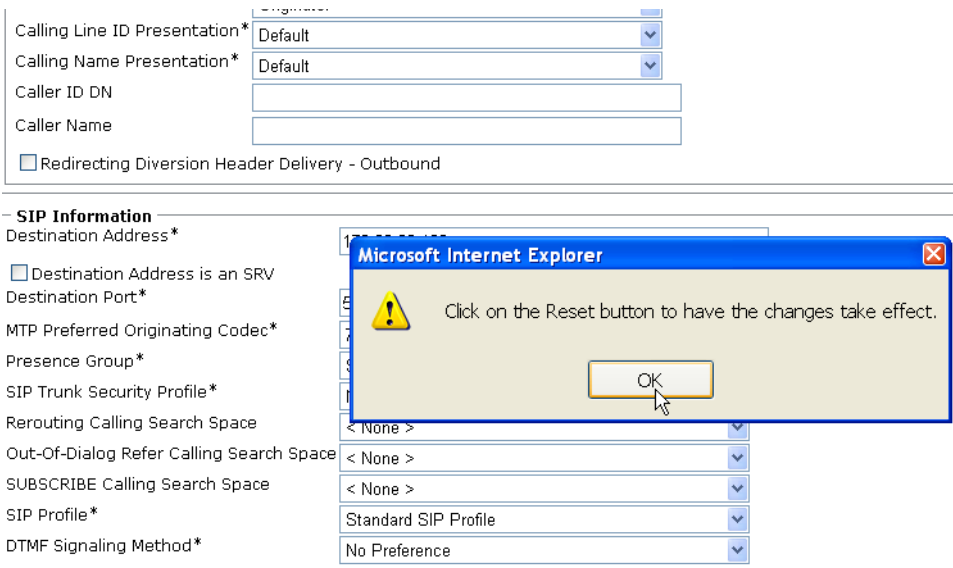 Calling Line ID Presentation* Default
Calling Name Presentation* Default
Caller ID DN
Caller Name
Redirecting Diversion Header Delivery - Outbound
SIP Information
Destination Address*
Microsoft Internet Explorer
Destination Address is an SRV
Destination Port*
Click on the Reset button to have the changes take effect.
MTP Preferred Originating Codec*
Presence Group*
OK
SIP Trunk Security Profile*
Rerouting Calling Search Space < None >
Out-Of-Dialog Refer Calling Search Space < None >
SUBSCRIBE Calling Search Space < None >
SIP Profile* Standard SIP Profile
DTMF Signaling Method* No Preference